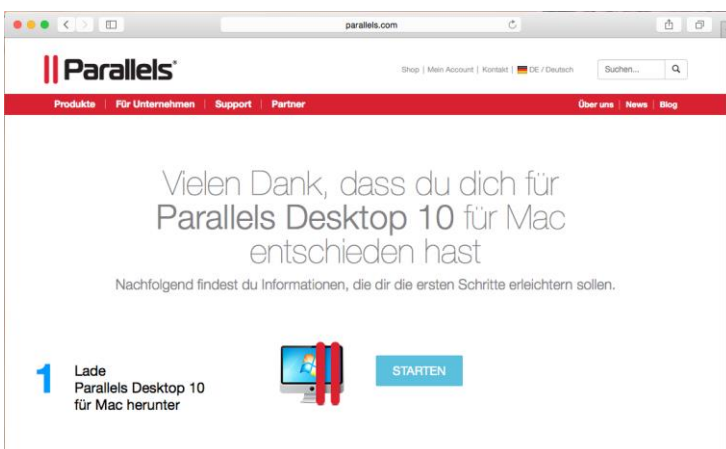 parallels.com
Parallels®
Shop | Mein Account | Kontakt | DE / Deutsch
Suchen...
Produkte | Für Unternehmen | Support | Partner
Über uns | News | Blog
Vielen Dank, dass du dich für
Parallels Desktop 10 für Mac
entschieden hast
Nachfolgend findest du Informationen, die dir die ersten Schritte erleichtern sollen.
1
Lade
Parallels Desktop 10
für Mac herunter
STARTEN